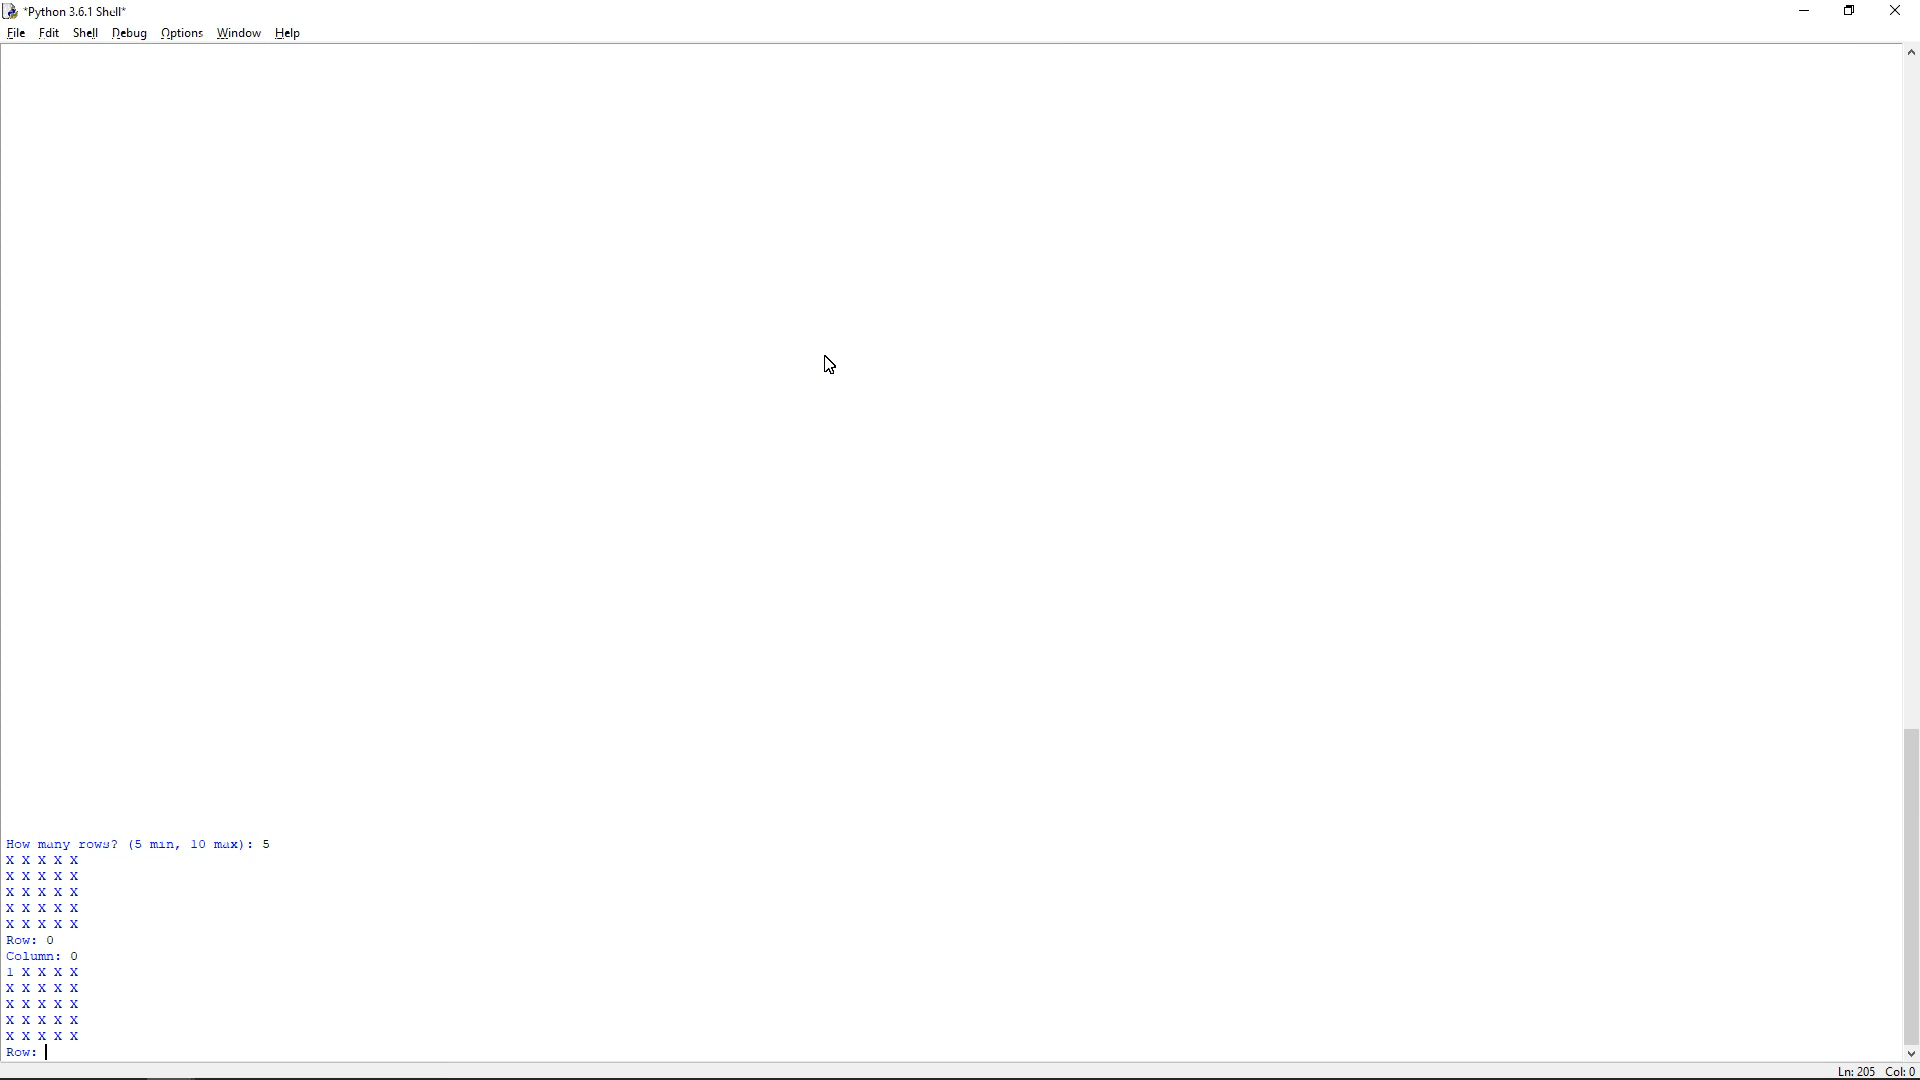 *Python 3.6.1 Shell*
File Edit Shell Debug Options Window Help
How many rows? (5 min, 10 max): 5
X X X X X
X X X X X
X X X X X
X X X X X
X X X X X
Row: 0
Column: 0
1 X X X X
X X X X X
X X X X X
X X X X X
X X X X X
Row:
Ln: 205 Col: 0